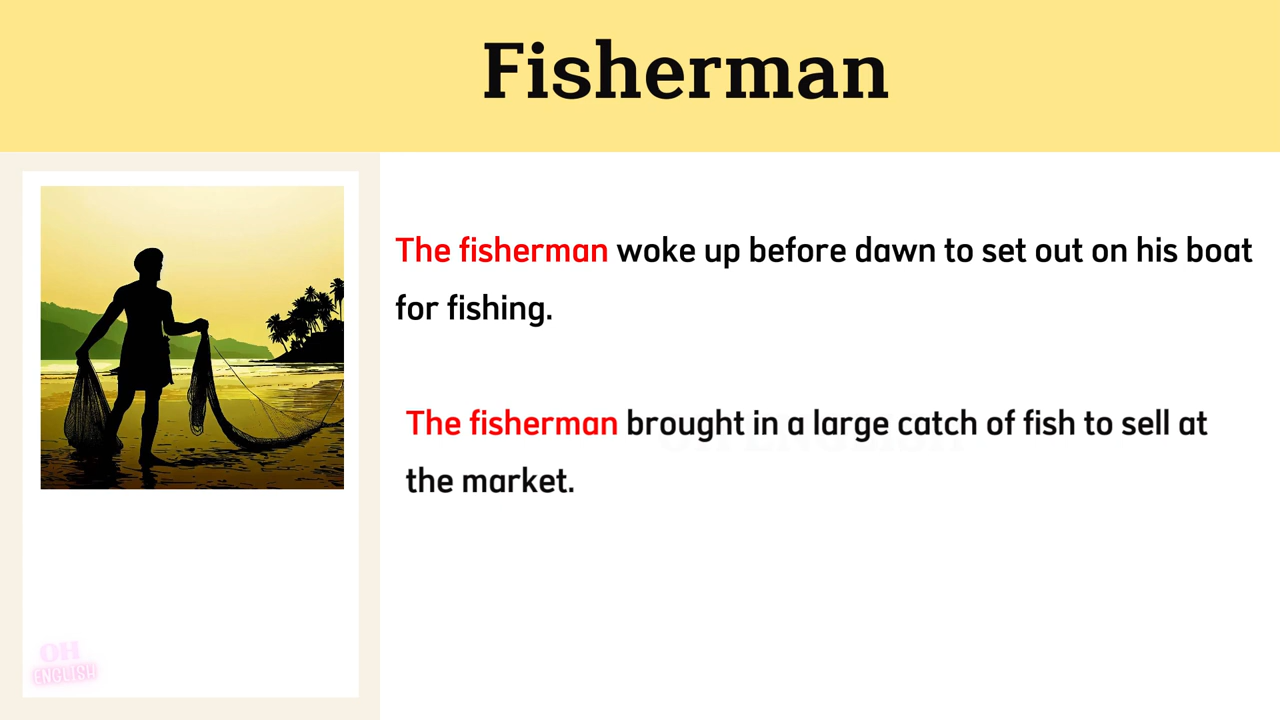 Fisherman
The fisherman woke up before dawn to set out on his boat
for fishing.
The fisherman brought in a large catch of fish to sell at
the market.
OH
ENGLISH